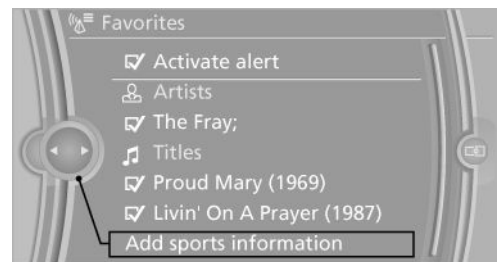 Favorites
Activate alert
Artists
The Fray;
Titles
Proud Mary (1969)
Livin' On A Prayer (1987)
Add sports information